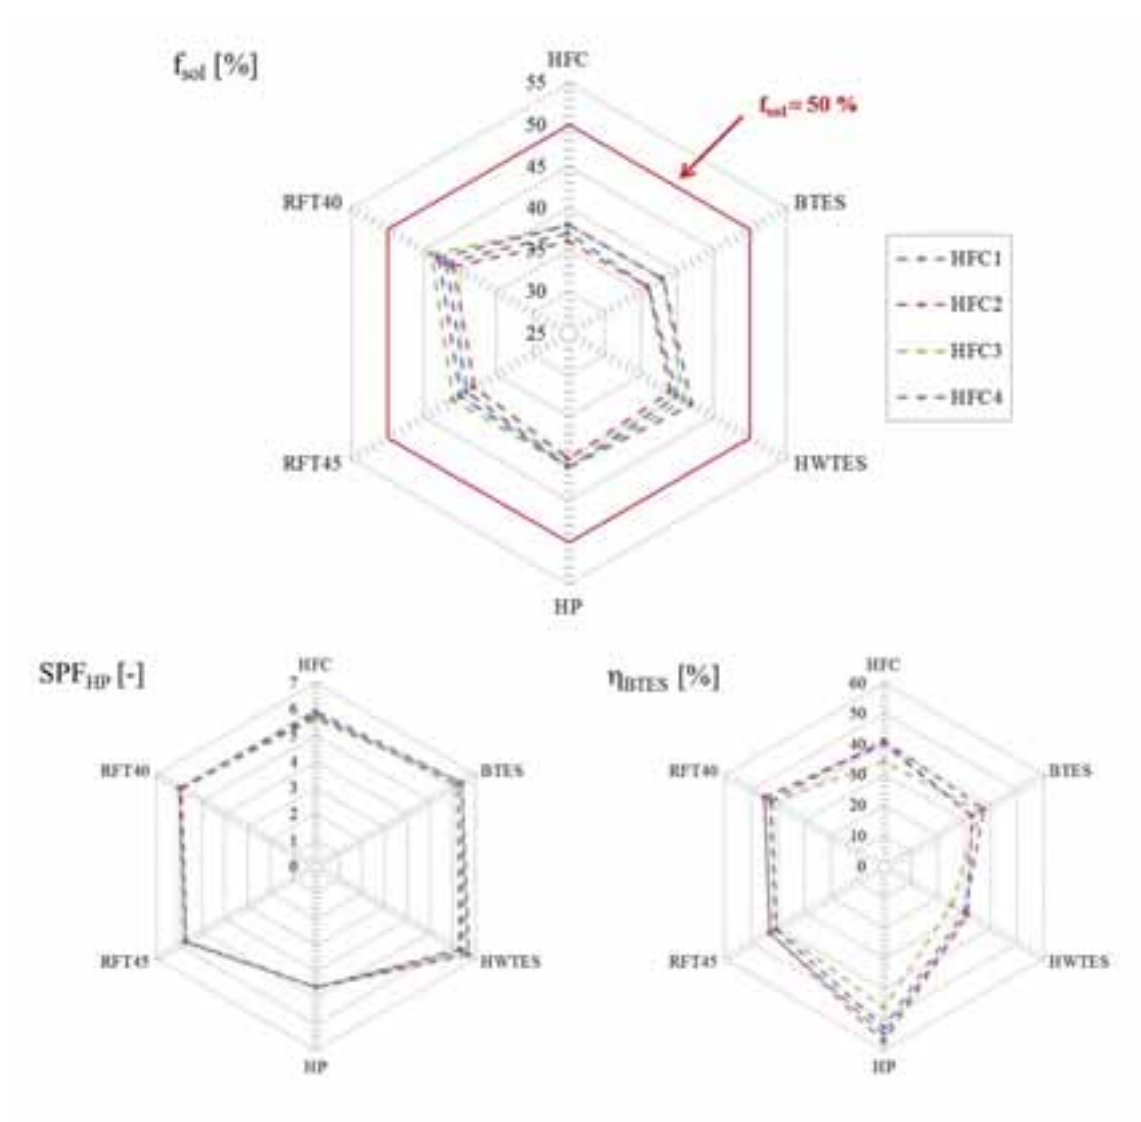 f_sol [%]
HFC
55
50
45
40
35
30
25
f_sol = 50 %
RFT40
BTES
RFT45
HWTES
HP
HFC1
HFC2
HFC3
HFC4
SPF_HP [-]
HFC
7
6
5
4
3
2
1
0
RFT40
BTES
RFT45
HWTES
HP
η_BTES [%]
HFC
60
50
40
30
20
10
0
RFT40
BTES
RFT45
HWTES
HP